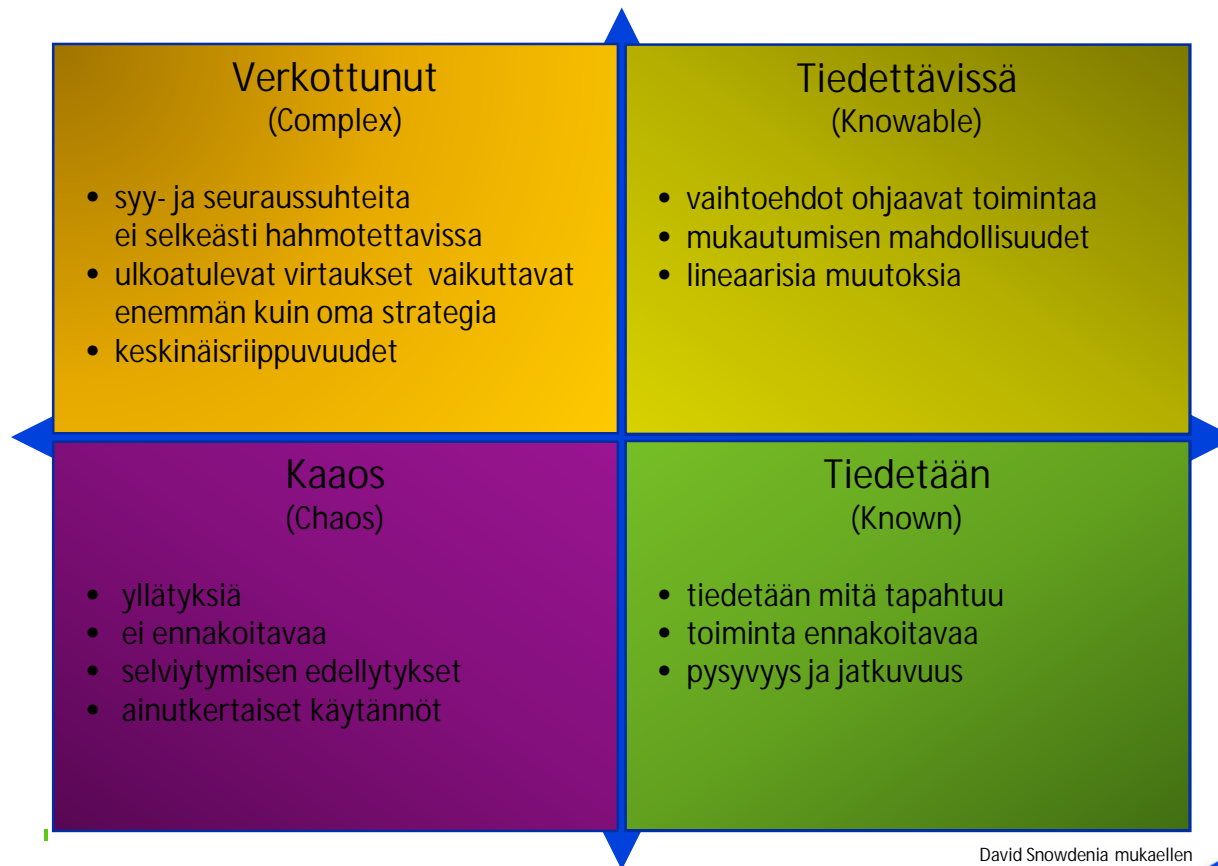 Verkottunut
(Complex)
• syy- ja seuraussuhteita
ei selkeästi hahmotettavissa
• ulkoatulevat virtaukset vaikuttavat
enemmän kuin oma strategia
• keskinäisriippuvuudet
Tiedettävissä
(Knowable)
• vaihtoehdot ohjaavat toimintaa
• mukautumisen mahdollisuudet
• lineaarisia muutoksia
Kaaos
(Chaos)
• yllätyksiä
• ei ennakoitavaa
• selviytymisen edellytykset
• ainutkertaiset käytännöt
Tiedetään
(Known)
• tiedetään mitä tapahtuu
• toiminta ennakoitavaa
• pysyvyys ja jatkuvuus
David Snowdenia mukaellen